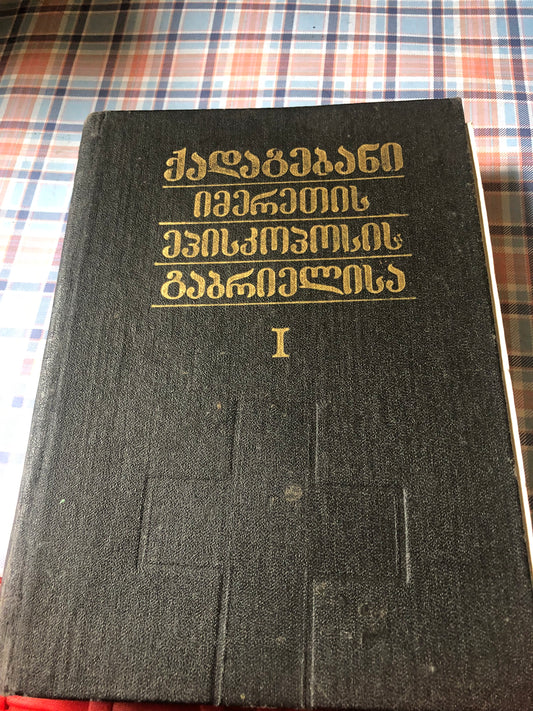 ქადაგებანი
იმერეთის
ეპისკოპოსის
გაბრიელისა
I